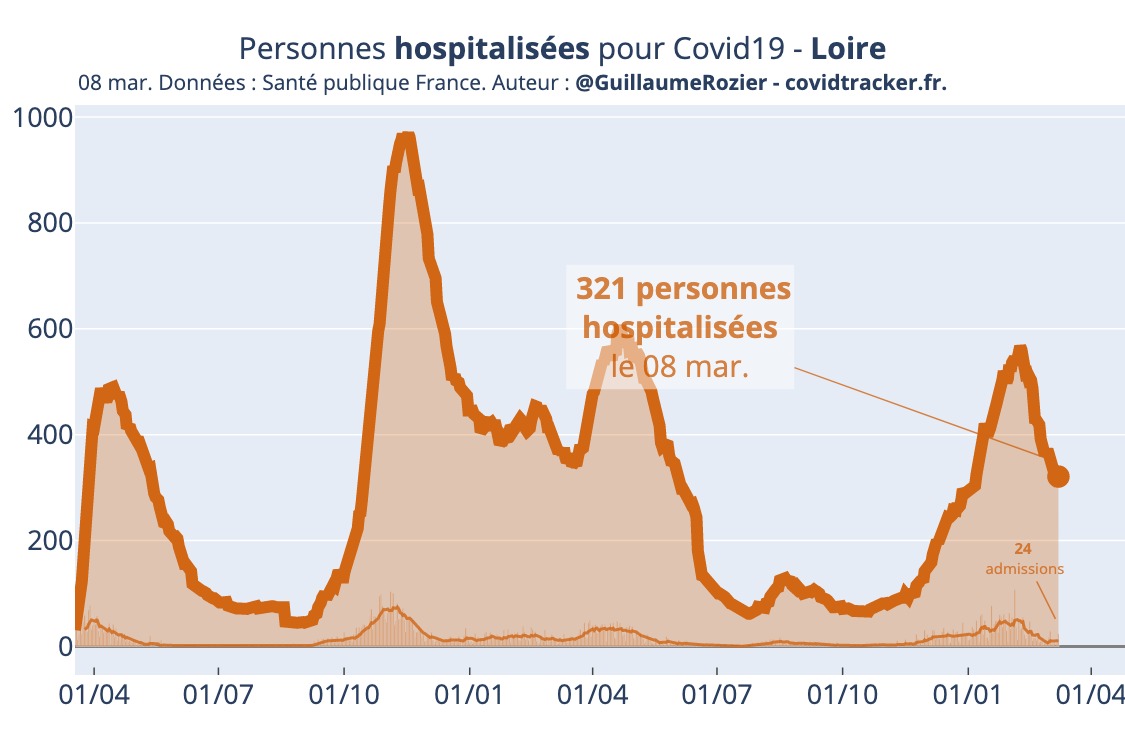 Personnes hospitalisées pour Covid19 - Loire
08 mar. Données : Santé publique France. Auteur : @GuillaumeRozier - covidtracker.fr.
1000
800
600
400
200
0
321 personnes
hospitalisées
le 08 mar.
24
admissions
01/04 01/07 01/10 01/01 01/04 01/07 01/10 01/01 01/04